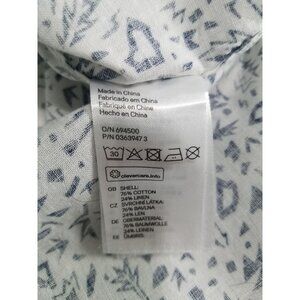 Made in China
Fabricado em China
Fabriqué en Chine
Hecho en China
O/N 694500
P/N 0363947 3
30
clevercare.info
GB SHELL:
76% COTTON
24% LINEN
CZ SVRCHNÍ LÁTKA:
76% BAVLNA
24% LEN
DE OBERMATERIAL:
76% BAUMWOLLE
24% LEINEN